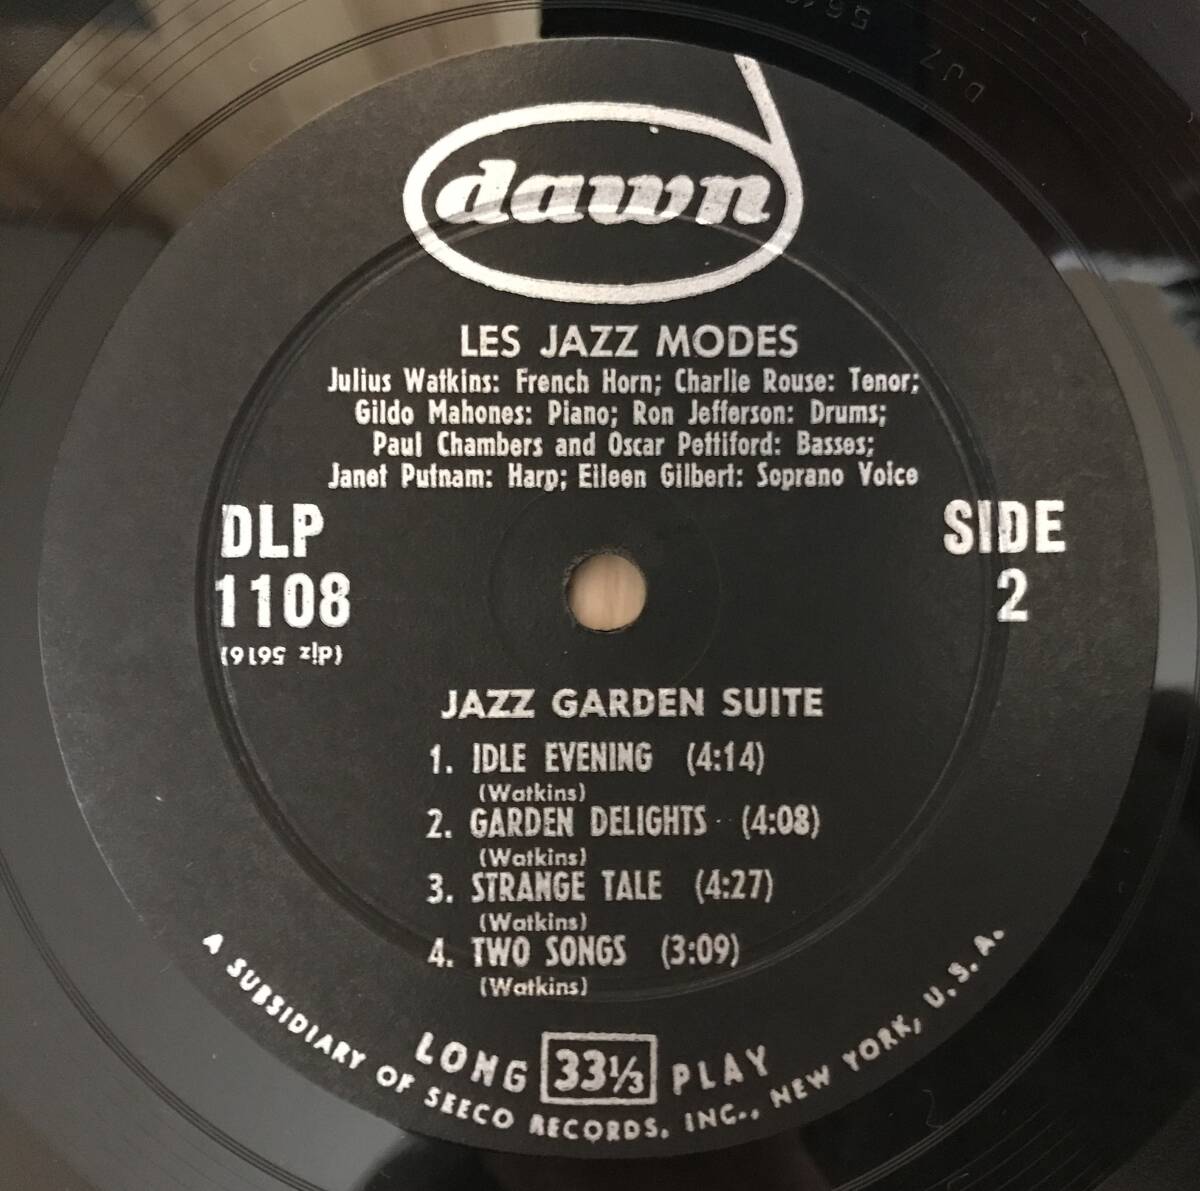 dawn
LES JAZZ MODES
Julius Watkins: French Horn; Charlie Rouse: Tenor;
Gildo Mahones: Piano; Ron Jefferson: Drums;
Paul Chambers and Oscar Pettiford: Basses;
Janet Putnam: Harp; Eileen Gilbert: Soprano Voice
DLP
1108
SIDE
2
JAZZ GARDEN SUITE
1. IDLE EVENING (4:14)
(Watkins)
2. GARDEN DELIGHTS (4:08)
(Watkins)
3. STRANGE TALE (4:27)
(Watkins)
4. TWO SONGS (3:09)
(Watkins)
LONG 33⅓ PLAY
A SUBSIDIARY OF SEECO RECORDS, INC., NEW YORK, U.S.A.